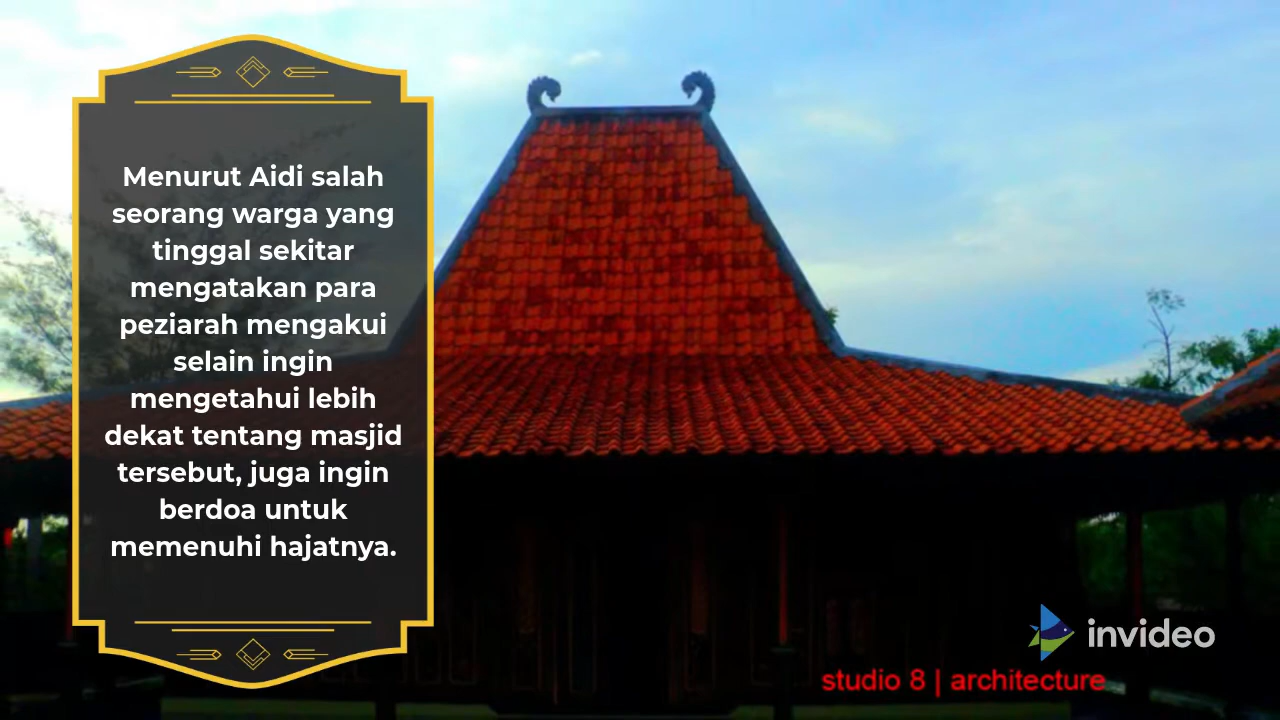 Menurut Aidi salah
seorang warga yang
tinggal sekitar
mengatakan para
peziarah mengakui
selain ingin
mengetahui lebih
dekat tentang masjid
tersebut, juga ingin
berdoa untuk
memenuhi hajatnya.
invideo
studio 8 | architecture